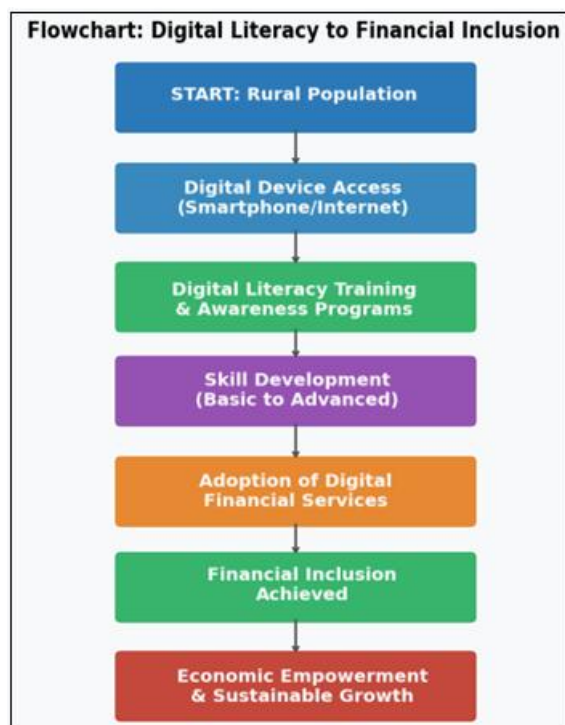 Flowchart: Digital Literacy to Financial Inclusion
START: Rural Population
Digital Device Access
(Smartphone/Internet)
Digital Literacy Training
& Awareness Programs
Skill Development
(Basic to Advanced)
Adoption of Digital
Financial Services
Financial Inclusion
Achieved
Economic Empowerment
& Sustainable Growth